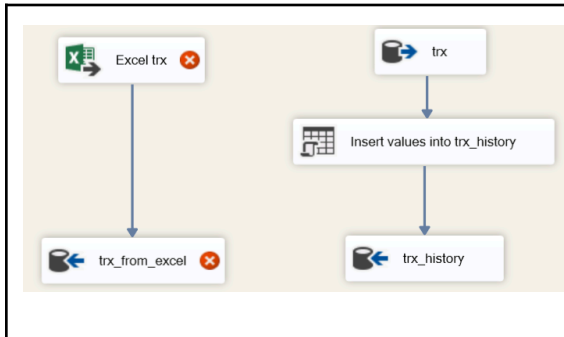 Excel trx
trx
Insert values into trx_history
trx_from_excel
trx_history